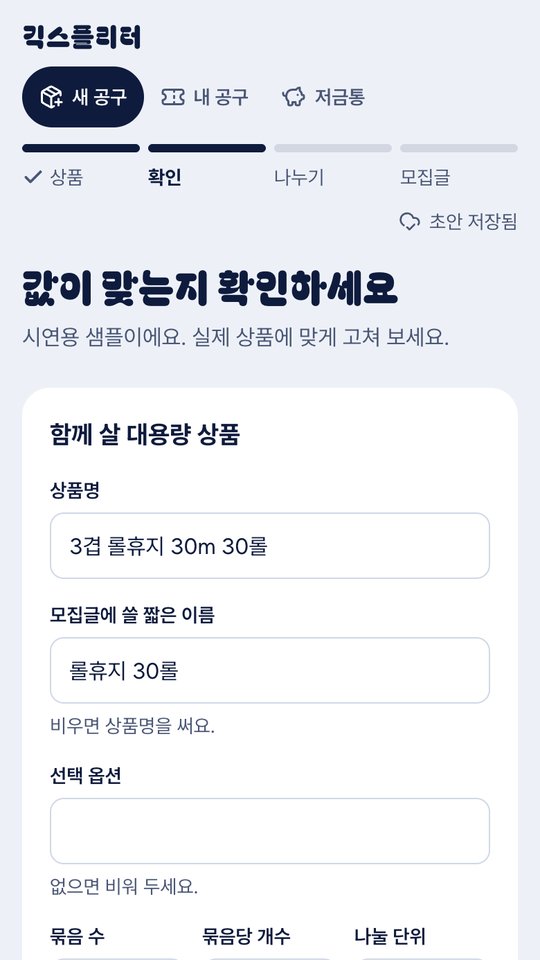 킥스플리터
새 공구 내 공구 저금통
상품 확인 나누기 모집글
초안 저장됨
값이 맞는지 확인하세요
시연용 샘플이에요. 실제 상품에 맞게 고쳐 보세요.
함께 살 대용량 상품
상품명
3겹 롤휴지 30m 30롤
모집글에 쓸 짧은 이름
롤휴지 30롤
비우면 상품명을 써요.
선택 옵션
없으면 비워 두세요.
묶음 수 묶음당 개수 나눌 단위